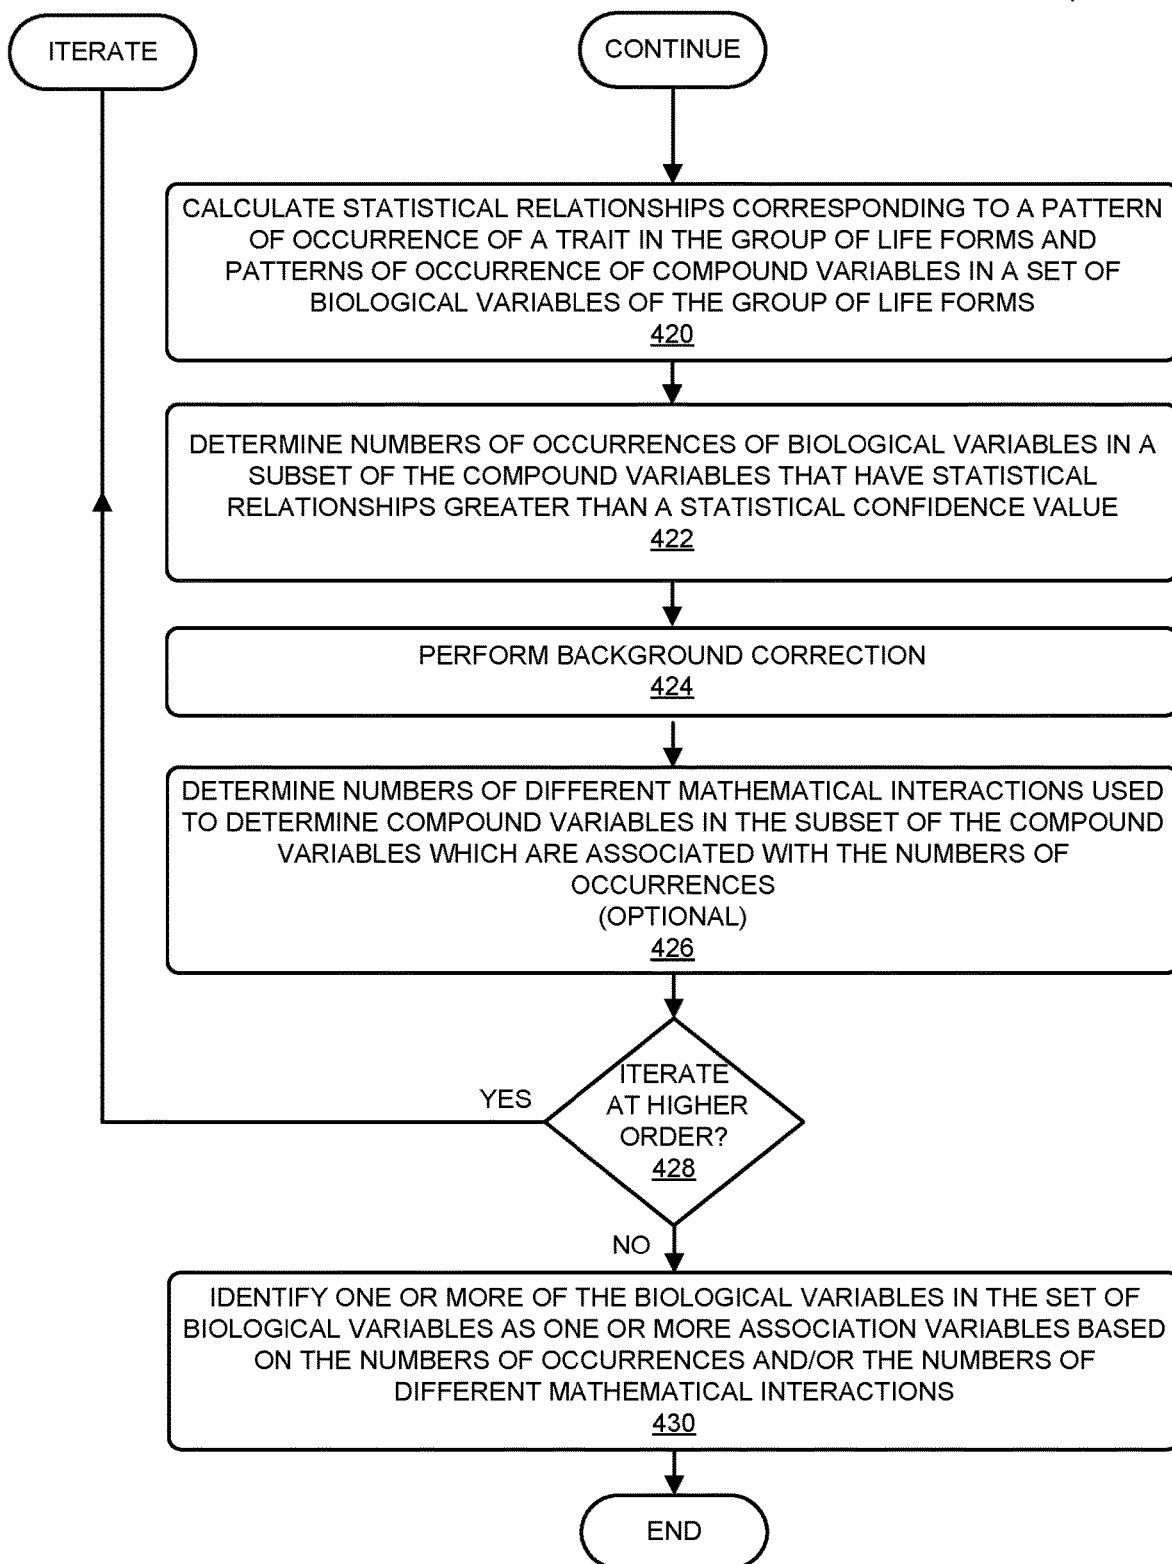 ITERATE
CONTINUE
CALCULATE STATISTICAL RELATIONSHIPS CORRESPONDING TO A PATTERN
OF OCCURRENCE OF A TRAIT IN THE GROUP OF LIFE FORMS AND
PATTERNS OF OCCURRENCE OF COMPOUND VARIABLES IN A SET OF
BIOLOGICAL VARIABLES OF THE GROUP OF LIFE FORMS
420
DETERMINE NUMBERS OF OCCURRENCES OF BIOLOGICAL VARIABLES IN A
SUBSET OF THE COMPOUND VARIABLES THAT HAVE STATISTICAL
RELATIONSHIPS GREATER THAN A STATISTICAL CONFIDENCE VALUE
422
PERFORM BACKGROUND CORRECTION
424
DETERMINE NUMBERS OF DIFFERENT MATHEMATICAL INTERACTIONS USED
TO DETERMINE COMPOUND VARIABLES IN THE SUBSET OF THE COMPOUND
VARIABLES WHICH ARE ASSOCIATED WITH THE NUMBERS OF
OCCURRENCES
(OPTIONAL)
426
ITERATE
AT HIGHER
ORDER?
428
YES
NO
IDENTIFY ONE OR MORE OF THE BIOLOGICAL VARIABLES IN THE SET OF
BIOLOGICAL VARIABLES AS ONE OR MORE ASSOCIATION VARIABLES BASED
ON THE NUMBERS OF OCCURRENCES AND/OR THE NUMBERS OF
DIFFERENT MATHEMATICAL INTERACTIONS
430
END